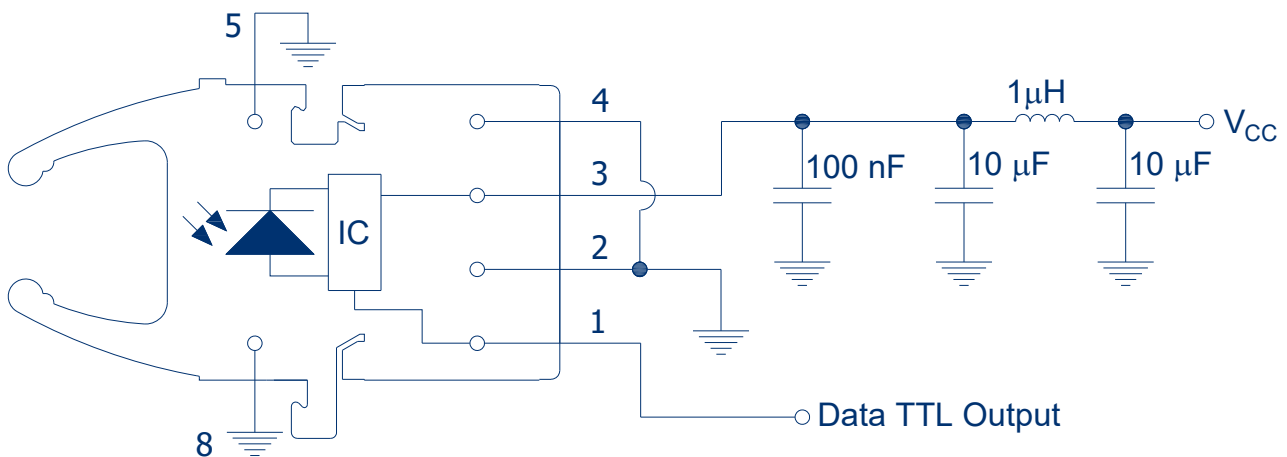 5
4
1μH
V_CC
100 nF
10 μF
10 μF
3
IC
2
1
Data TTL Output
8